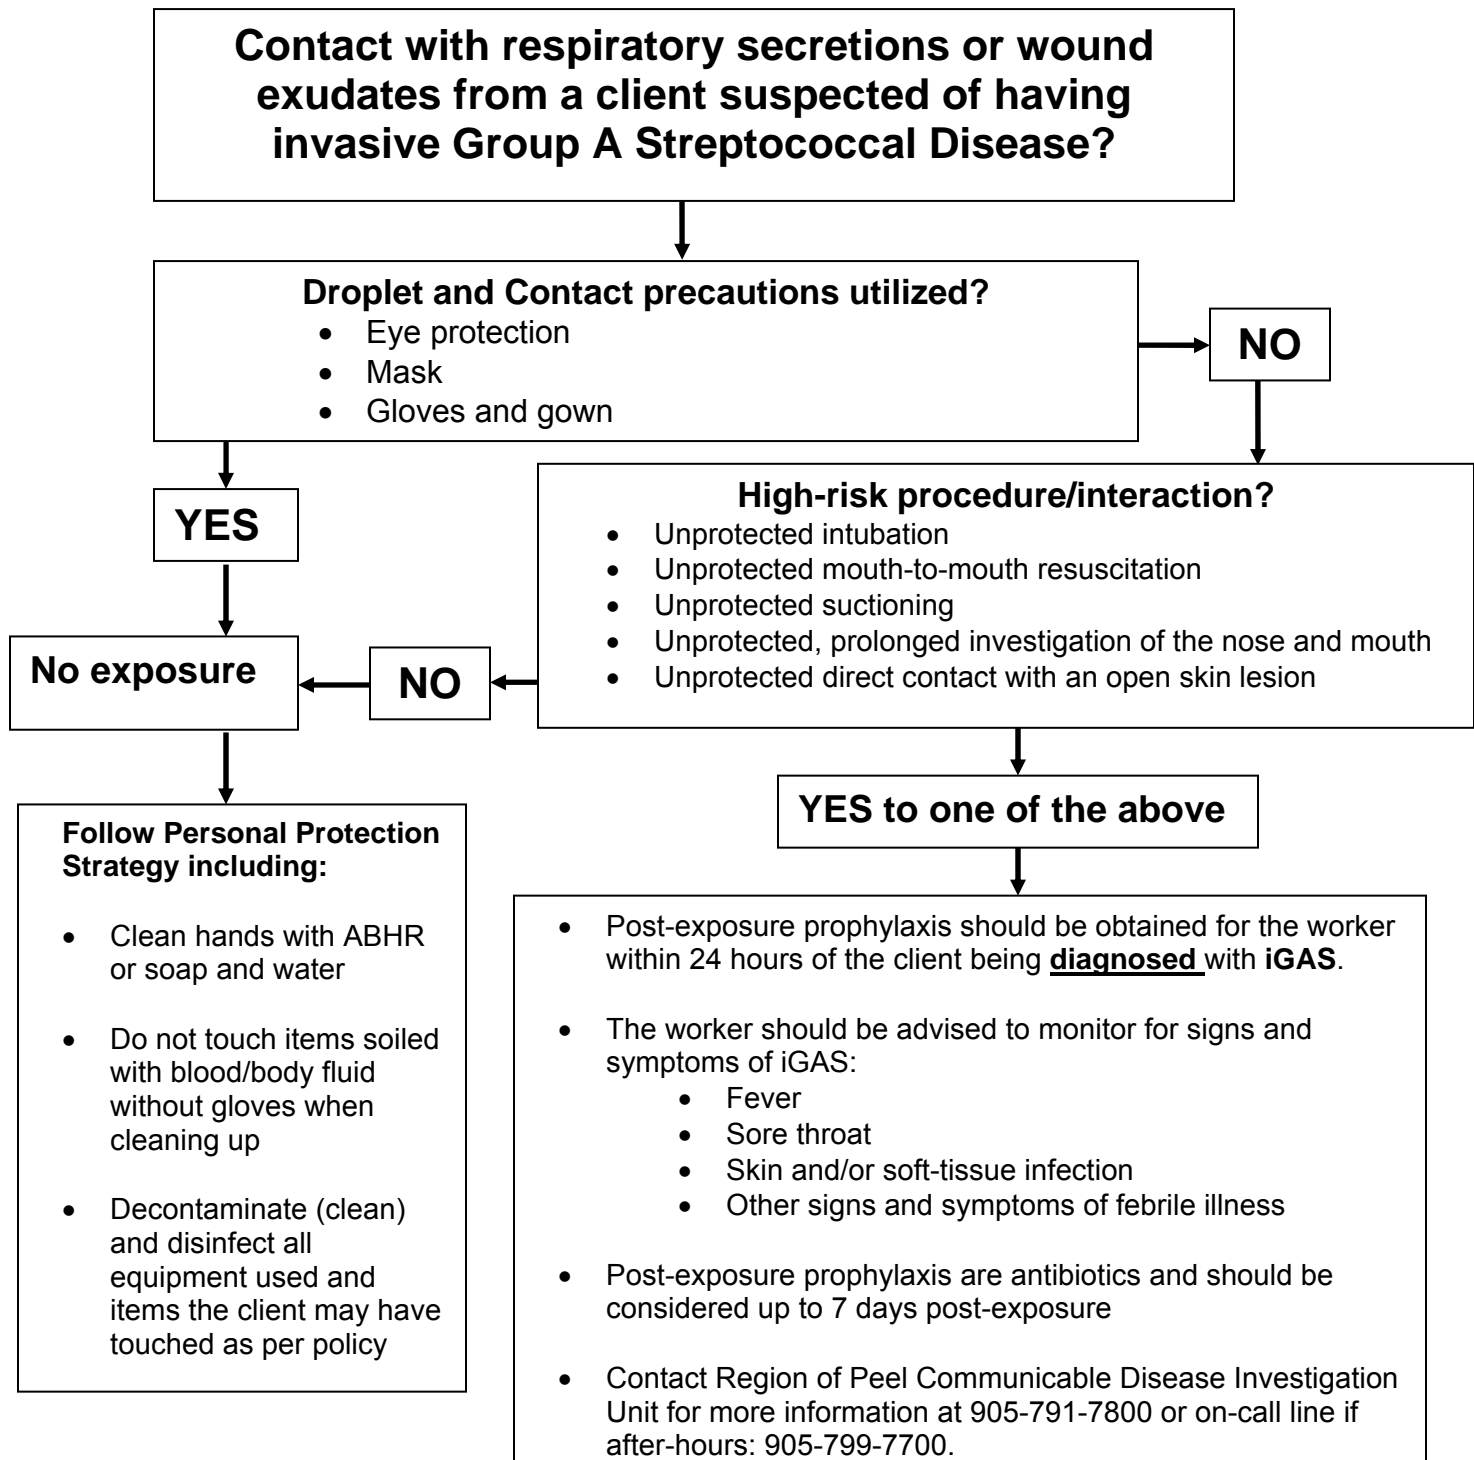 Contact with respiratory secretions or wound
exudates from a client suspected of having
invasive Group A Streptococcal Disease?
Droplet and Contact precautions utilized?
• Eye protection
• Mask
• Gloves and gown
NO
YES
High-risk procedure/interaction?
• Unprotected intubation
• Unprotected mouth-to-mouth resuscitation
• Unprotected suctioning
• Unprotected, prolonged investigation of the nose and mouth
• Unprotected direct contact with an open skin lesion
NO
No exposure
YES to one of the above
Follow Personal Protection
Strategy including:
• Clean hands with ABHR
or soap and water
• Do not touch items soiled
with blood/body fluid
without gloves when
cleaning up
• Decontaminate (clean)
and disinfect all
equipment used and
items the client may have
touched as per policy
• Post-exposure prophylaxis should be obtained for the worker
within 24 hours of the client being diagnosed with iGAS.
• The worker should be advised to monitor for signs and
symptoms of iGAS:
• Fever
• Sore throat
• Skin and/or soft-tissue infection
• Other signs and symptoms of febrile illness
• Post-exposure prophylaxis are antibiotics and should be
considered up to 7 days post-exposure
• Contact Region of Peel Communicable Disease Investigation
Unit for more information at 905-791-7800 or on-call line if
after-hours: 905-799-7700.